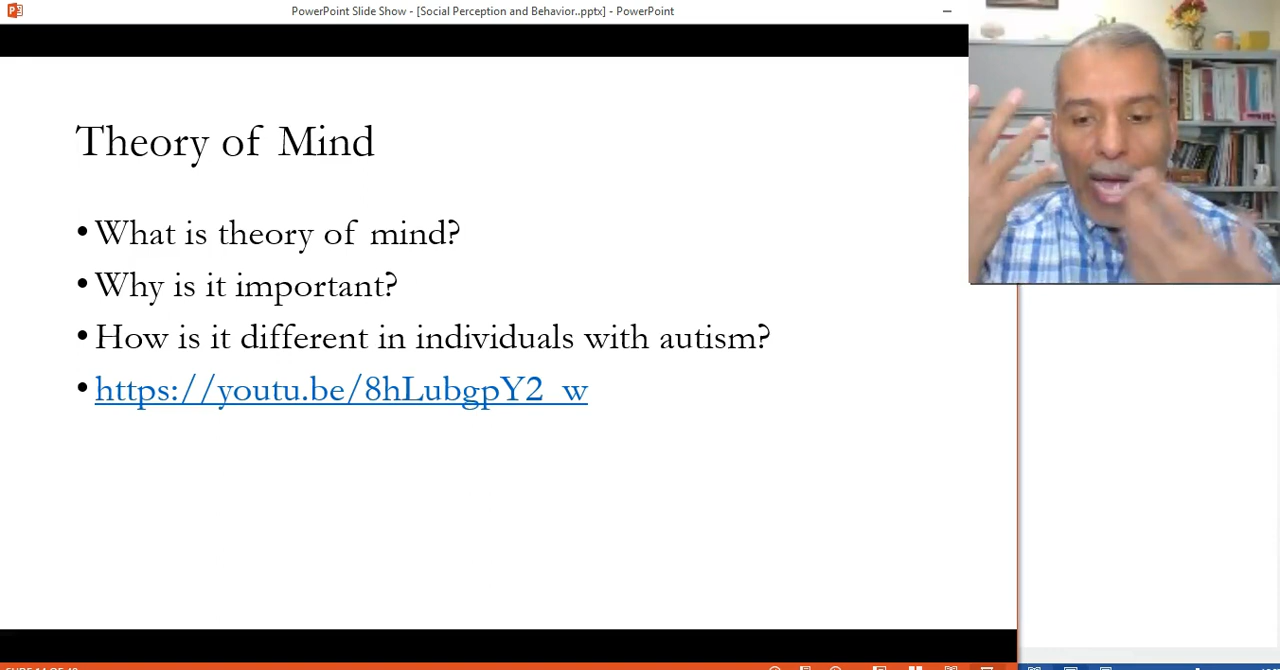 PowerPoint Slide Show - [Social Perception and Behavior..pptx] - PowerPoint
Theory of Mind
• What is theory of mind?
• Why is it important?
• How is it different in individuals with autism?
• https://youtu.be/8hLubgpY2_w